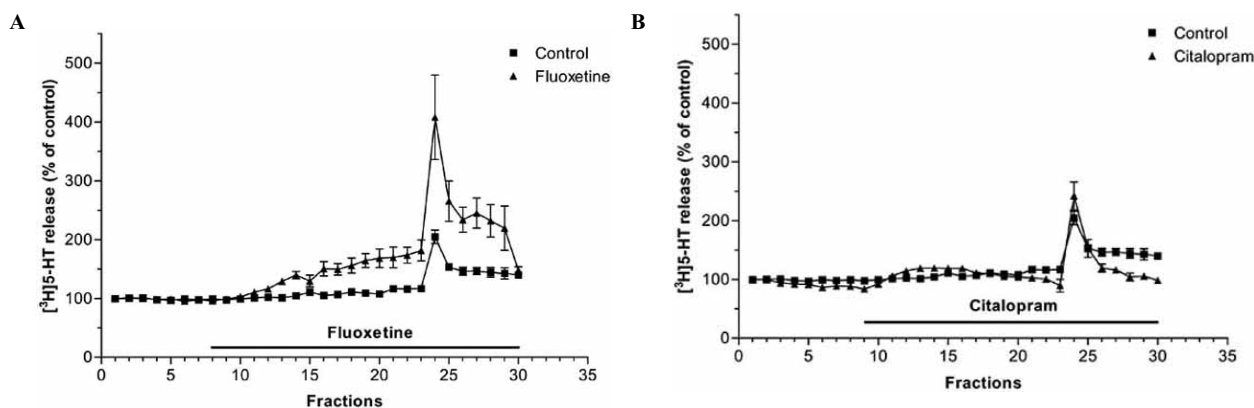 A
[³H]5-HT release (% of control)
500
400
300
200
100
0
Control
Fluoxetine
Fluoxetine
0 5 10 15 20 25 30 35
Fractions
B
[³H]5-HT release (% of control)
500
400
300
200
100
0
Control
Citalopram
Citalopram
0 5 10 15 20 25 30 35
Fractions